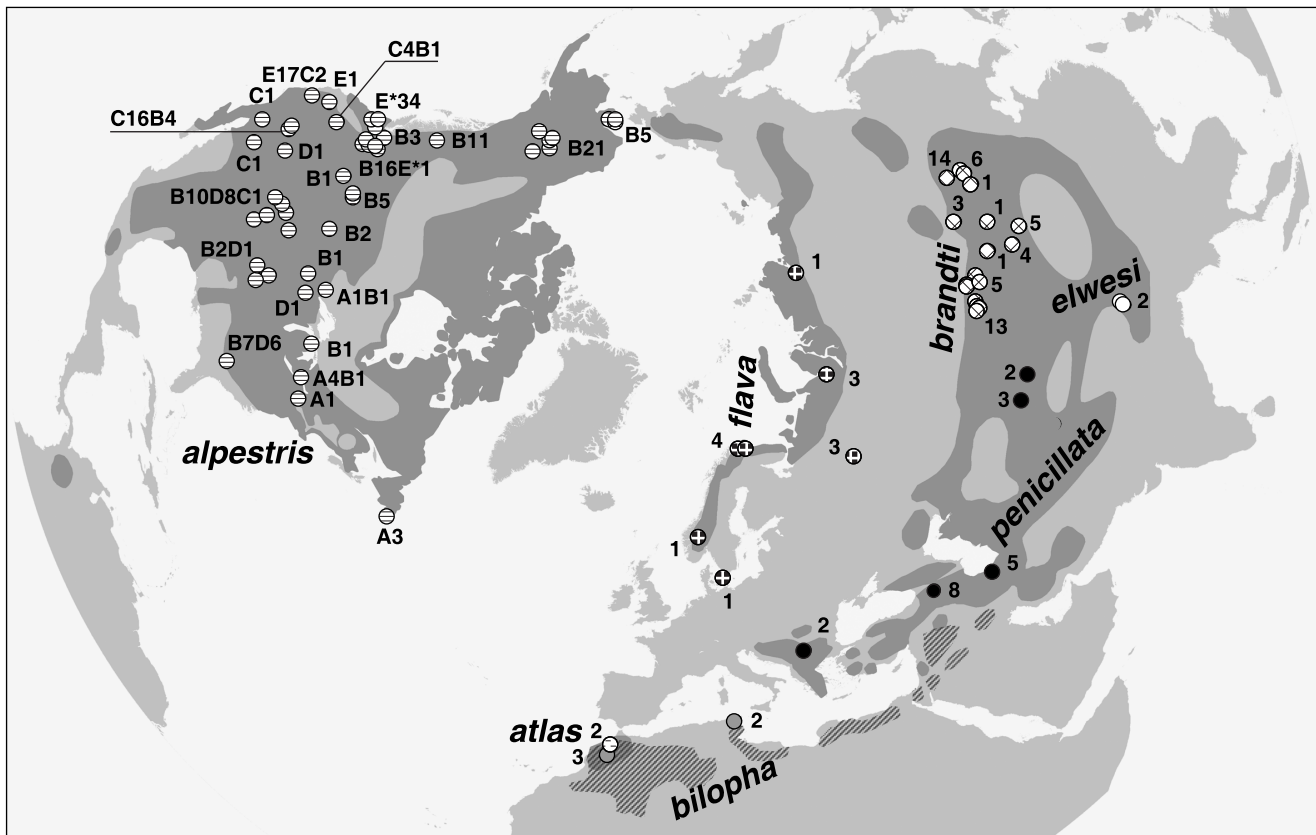 C4B1
E17C2
E1
C1
E*34
C16B4
B3
B11
B5
C1
D1
B16E*1
B21
B1
B10D8C1
B5
B2
B2D1
B1
D1
A1B1
B7D6
B1
A4B1
A1
alpestris
A3
14
6
1
3
1
5
4
1
5
13
brandti
elwesi
2
1
3
flava
4
3
2
3
penicillata
1
1
5
8
2
atlas
2
3
2
bilopha